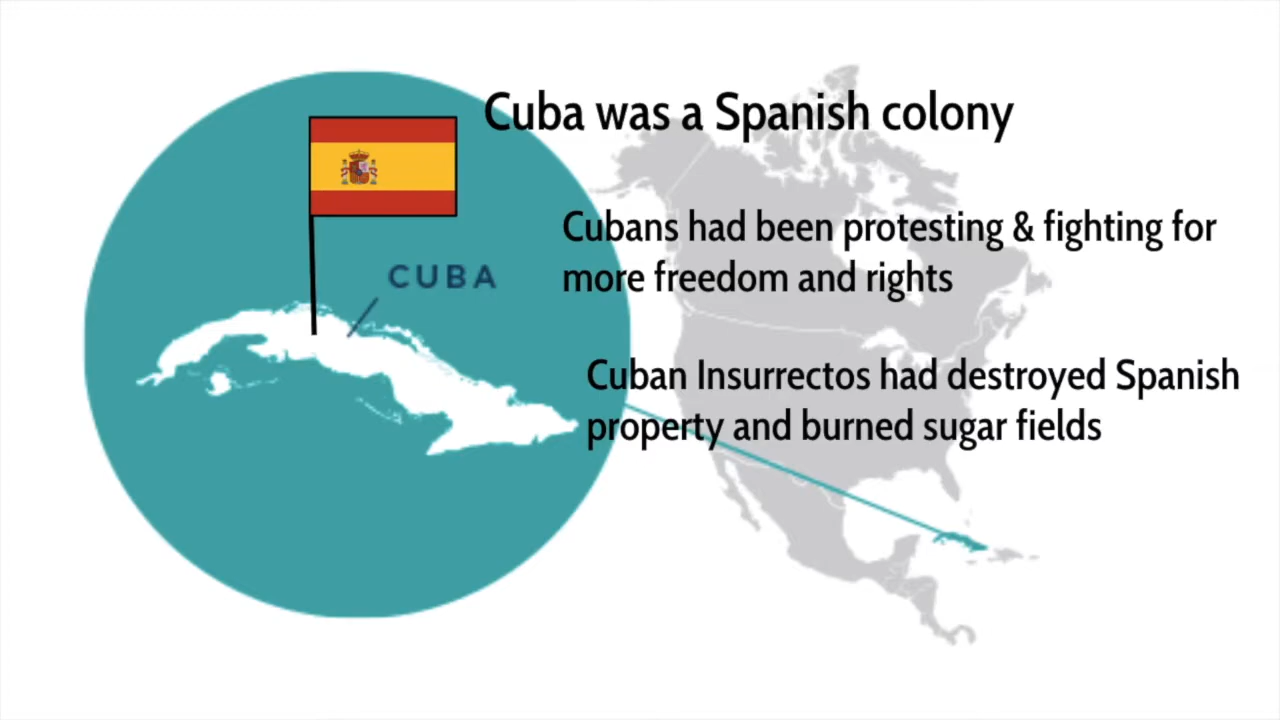 Cuba was a Spanish colony
Cubans had been protesting & fighting for
more freedom and rights
CUBA
Cuban Insurrectos had destroyed Spanish
property and burned sugar fields